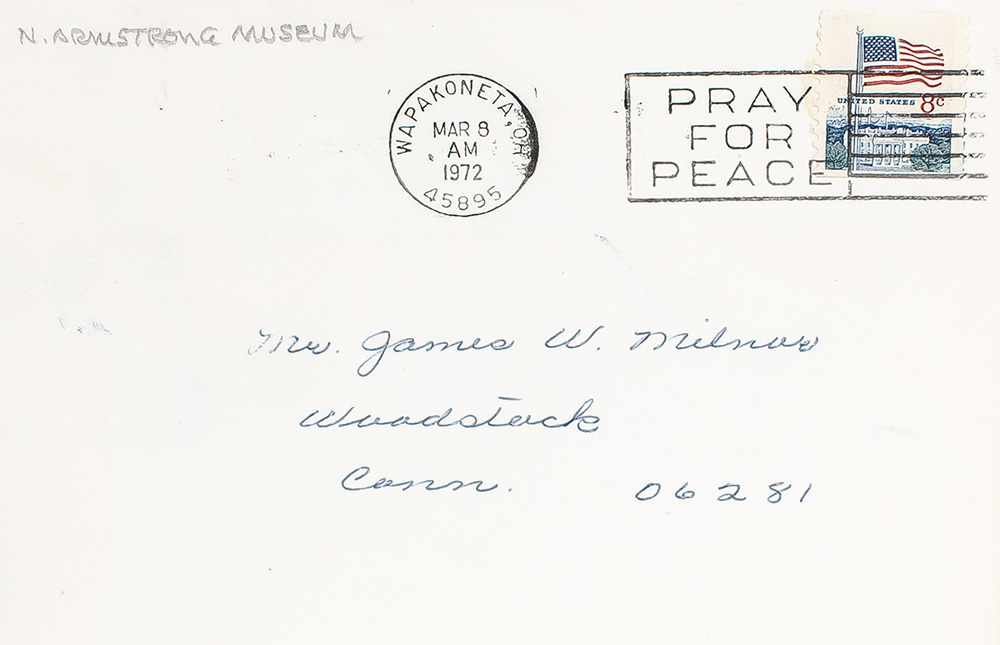 N. ARMSTRONG MUSEUM
WAPAKONETA, OH
MAR 8
AM
1972
45895
PRAY
FOR
PEACE
UNITED STATES 8c
Mr. James W. Milnor
Woodstock
Conn. 06281